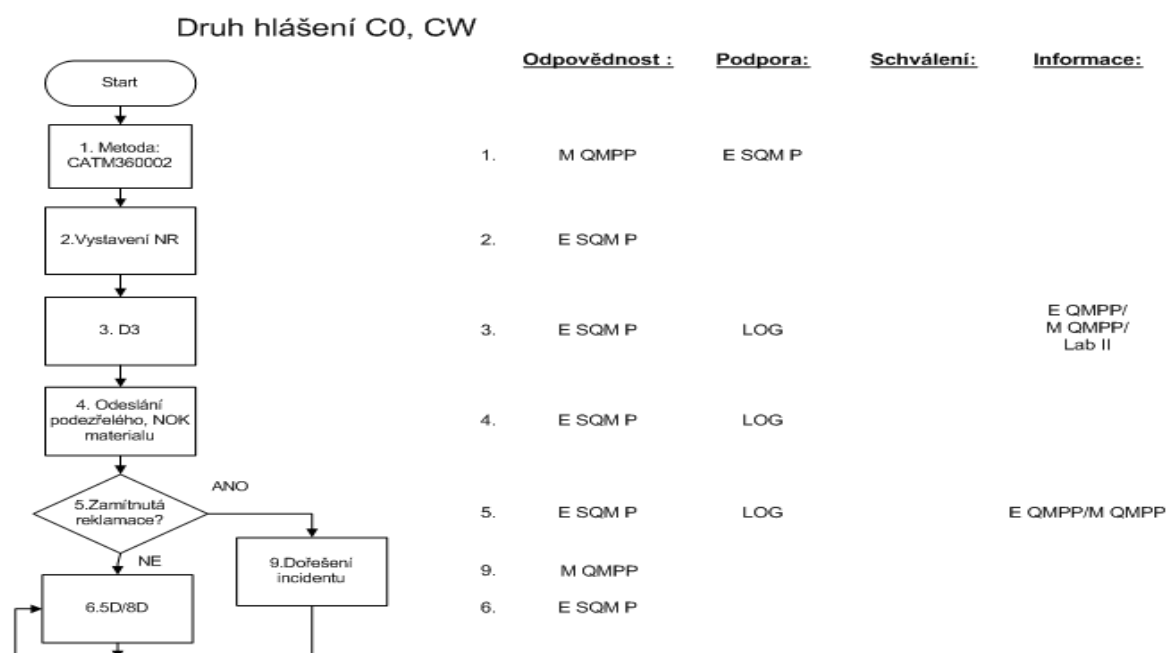 Druh hlášení C0, CW
Odpovědnost : Podpora: Schválení: Informace:
Start
1. Metoda:
CATM360002
1. M QMPP E SQM P
2.Vystavení NR
2. E SQM P
3. D3
3. E SQM P LOG
E QMPP/
M QMPP/
Lab II
4. Odeslání
podezřelého, NOK
materialu
4. E SQM P LOG
5.Zamítnutá
reklamace?
ANO
NE
5. E SQM P LOG E QMPP/M QMPP
9.Dořešení
incidentu
9. M QMPP
6.5D/8D
6. E SQM P